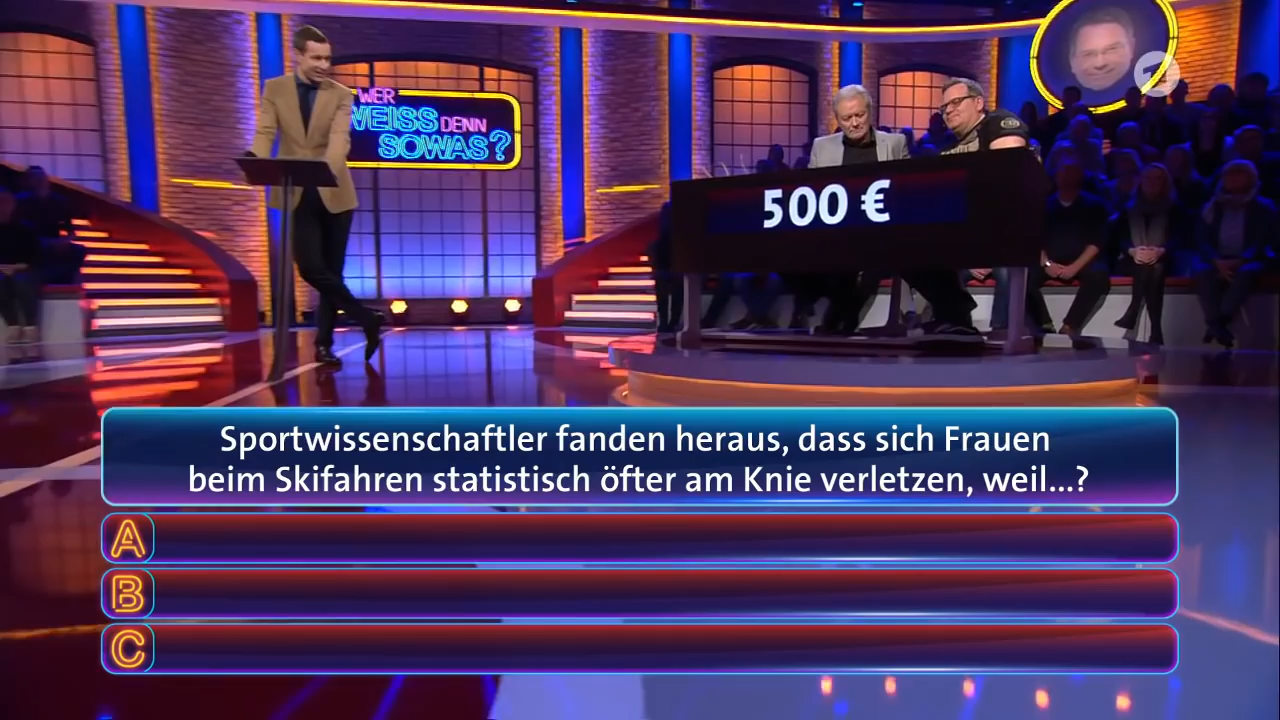 WER
WEISS DENN
SOWAS?
500 €
Sportwissenschaftler fanden heraus, dass sich Frauen
beim Skifahren statistisch öfter am Knie verletzen, weil...?
A
B
C